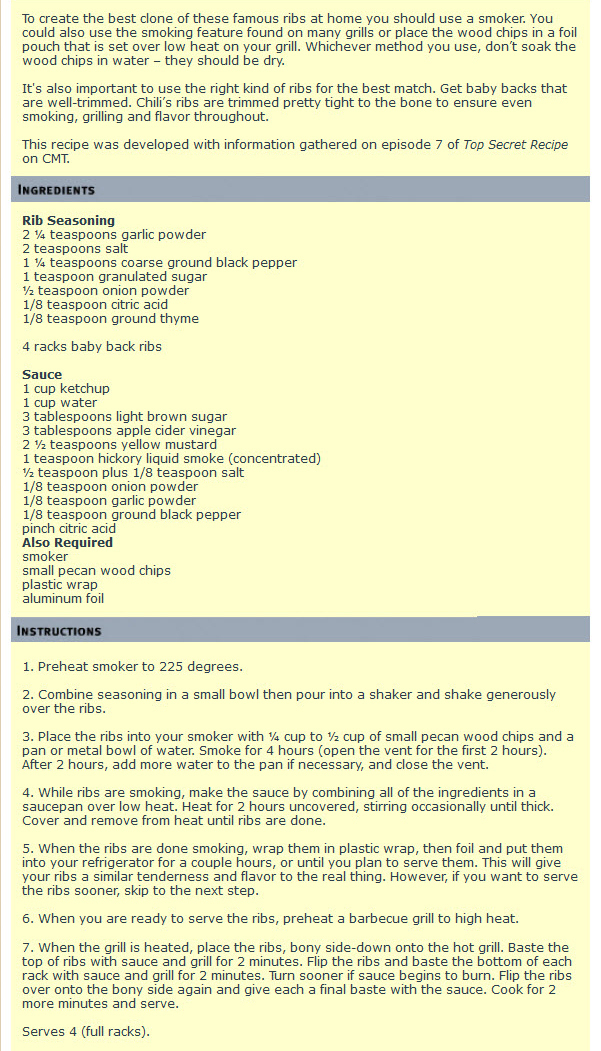 To create the best clone of these famous ribs at home you should use a smoker. You
could also use the smoking feature found on many grills or place the wood chips in a foil
pouch that is set over low heat on your grill. Whichever method you use, don’t soak the
wood chips in water – they should be dry.
It's also important to use the right kind of ribs for the best match. Get baby backs that
are well-trimmed. Chili’s ribs are trimmed pretty tight to the bone to ensure even
smoking, grilling and flavor throughout.
This recipe was developed with information gathered on episode 7 of Top Secret Recipe
on CMT.
INGREDIENTS
Rib Seasoning
2 ¼ teaspoons garlic powder
2 teaspoons salt
1 ¼ teaspoons coarse ground black pepper
1 teaspoon granulated sugar
½ teaspoon onion powder
1/8 teaspoon citric acid
1/8 teaspoon ground thyme
4 racks baby back ribs
Sauce
1 cup ketchup
1 cup water
3 tablespoons light brown sugar
3 tablespoons apple cider vinegar
2 ½ teaspoons yellow mustard
1 teaspoon hickory liquid smoke (concentrated)
½ teaspoon plus 1/8 teaspoon salt
1/8 teaspoon onion powder
1/8 teaspoon garlic powder
1/8 teaspoon ground black pepper
pinch citric acid
Also Required
smoker
small pecan wood chips
plastic wrap
aluminum foil
INSTRUCTIONS
1. Preheat smoker to 225 degrees.
2. Combine seasoning in a small bowl then pour into a shaker and shake generously
over the ribs.
3. Place the ribs into your smoker with ¼ cup to ½ cup of small pecan wood chips and a
pan or metal bowl of water. Smoke for 4 hours (open the vent for the first 2 hours).
After 2 hours, add more water to the pan if necessary, and close the vent.
4. While ribs are smoking, make the sauce by combining all of the ingredients in a
saucepan over low heat. Heat for 2 hours uncovered, stirring occasionally until thick.
Cover and remove from heat until ribs are done.
5. When the ribs are done smoking, wrap them in plastic wrap, then foil and put them
into your refrigerator for a couple hours, or until you plan to serve them. This will give
your ribs a similar tenderness and flavor to the real thing. However, if you want to serve
the ribs sooner, skip to the next step.
6. When you are ready to serve the ribs, preheat a barbecue grill to high heat.
7. When the grill is heated, place the ribs, bony side-down onto the hot grill. Baste the
top of ribs with sauce and grill for 2 minutes. Flip the ribs and baste the bottom of each
rack with sauce and grill for 2 minutes. Turn sooner if sauce begins to burn. Flip the ribs
over onto the bony side again and give each a final baste with the sauce. Cook for 2
more minutes and serve.
Serves 4 (full racks).